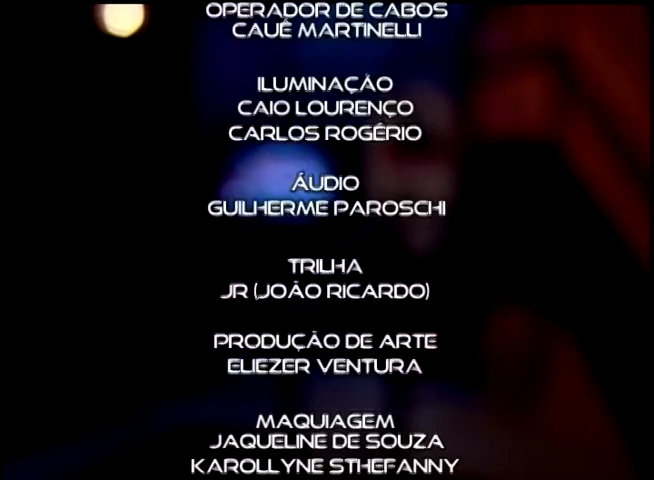 OPERADOR DE CABOS
CAUÊ MARTINELLI
ILUMINAÇÃO
CAIO LOURENÇO
CARLOS ROGÉRIO
ÁUDIO
GUILHERME PAROSCHI
TRILHA
JR (JOÃO RICARDO)
PRODUÇÃO DE ARTE
ELIEZER VENTURA
MAQUIAGEM
JAQUELINE DE SOUZA
KAROLLYNE STHEFANNY